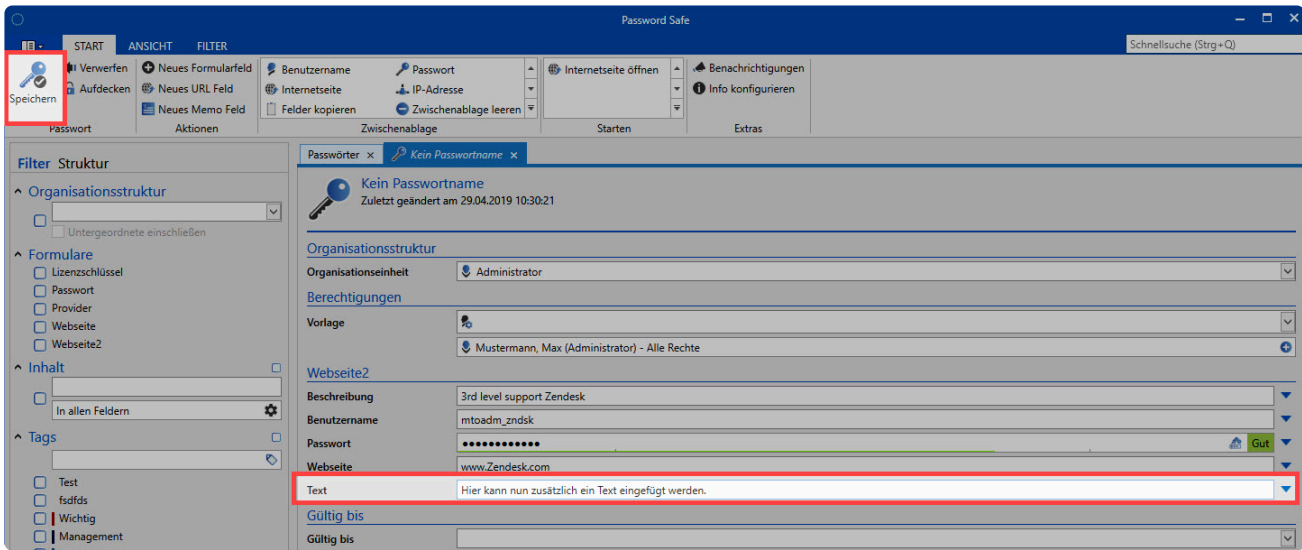 Password Safe
START ANSICHT FILTER
Schnellsuche (Strg+Q)
Speichern
Verwerfen
Aufdecken
Passwort
Neues Formularfeld
Neues URL Feld
Neues Memo Feld
Aktionen
Benutzername Passwort
Internetseite IP-Adresse
Felder kopieren Zwischenablage leeren
Zwischenablage
Internetseite öffnen
Starten
Benachrichtigungen
Info konfigurieren
Extras
Filter Struktur
Organisationsstruktur
Untergeordnete einschließen
Formulare
Lizenzschlüssel
Passwort
Provider
Webseite
Webseite2
Inhalt
In allen Feldern
Tags
Test
fsdfds
Wichtig
Management
Passwörter x Kein Passwortname x
Kein Passwortname
Zuletzt geändert am 29.04.2019 10:30:21
Organisationsstruktur
Organisationseinheit Administrator
Berechtigungen
Vorlage
Mustermann, Max (Administrator) - Alle Rechte
Webseite2
Beschreibung 3rd level support Zendesk
Benutzername mtoadm_zndsk
Passwort •••••••••••• Gut
Webseite www.Zendesk.com
Text Hier kann nun zusätzlich ein Text eingefügt werden.
Gültig bis
Gültig bis